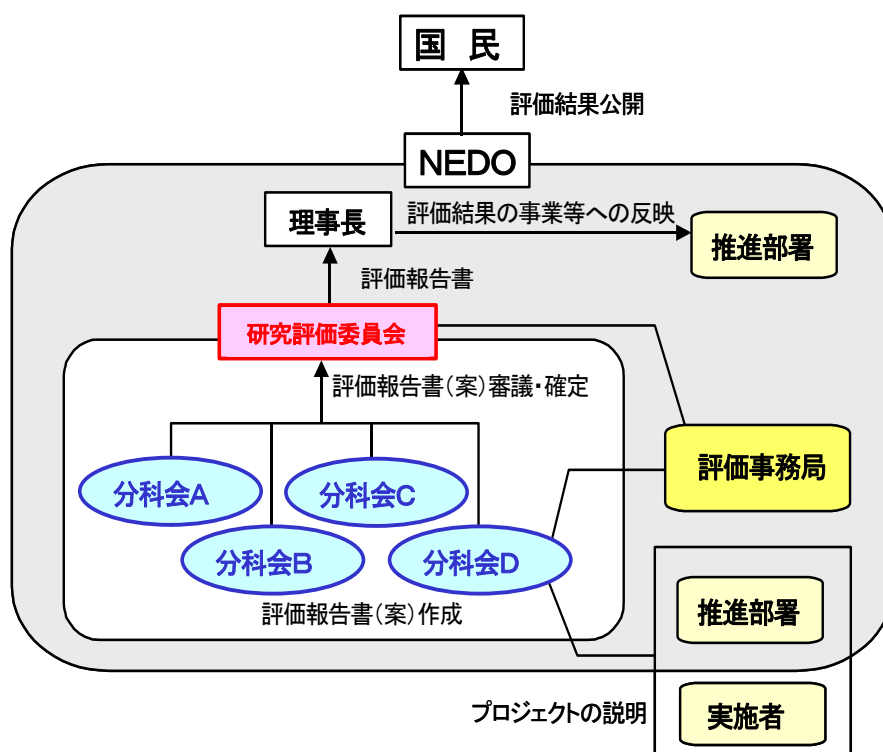 国 民
評価結果公開
NEDO
理事長
評価結果の事業等への反映
推進部署
評価報告書
研究評価委員会
評価報告書(案)審議・確定
評価事務局
分科会A
分科会C
分科会B
分科会D
評価報告書(案)作成
推進部署
プロジェクトの説明
実施者